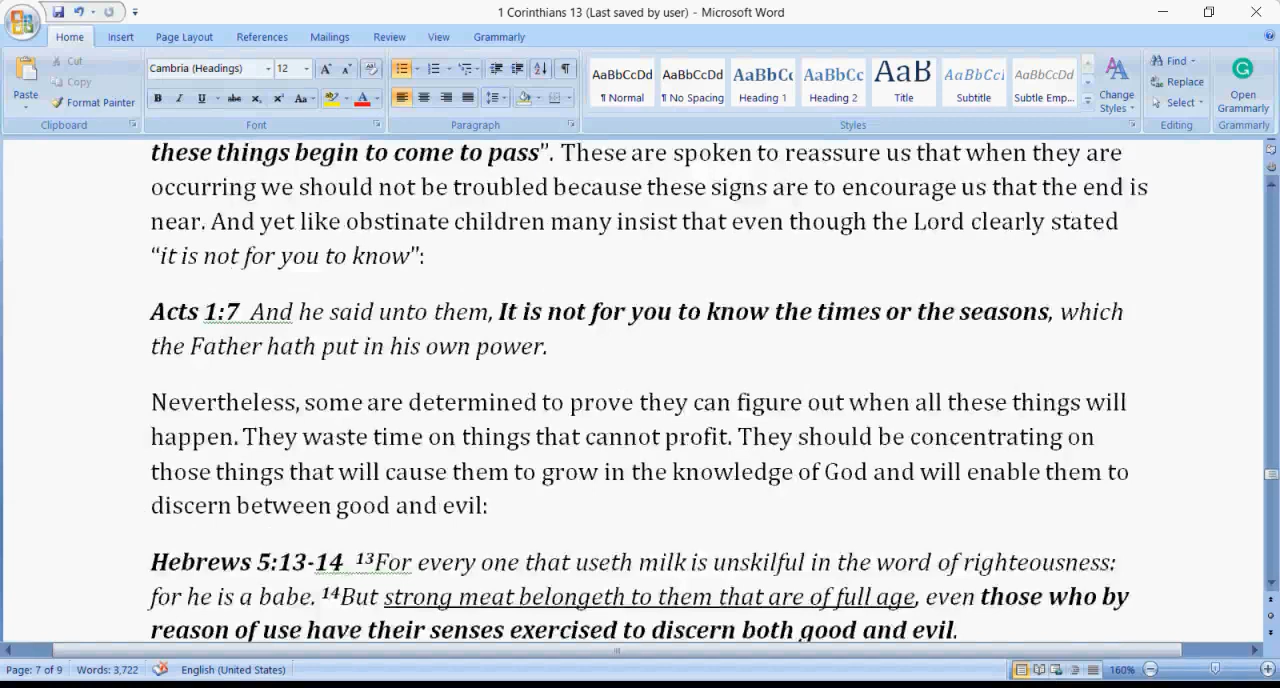 1 Corinthians 13 (Last saved by user) - Microsoft Word
Home Insert Page Layout References Mailings Review View Grammarly
Paste
Cut
Copy
Format Painter
Clipboard
Cambria (Headings) 12
Font
Paragraph
AaBbCcDd AaBbCcDd AaBbCc AaBbCc AaB AaBbCcI AaBbCcDd
¶ Normal ¶ No Spacing Heading 1 Heading 2 Title Subtitle Subtle Emp...
Change Styles
Styles
Find
Replace
Select
Editing
Open Grammarly
Grammarly
these things begin to come to pass”. These are spoken to reassure us that when they are
occurring we should not be troubled because these signs are to encourage us that the end is
near. And yet like obstinate children many insist that even though the Lord clearly stated
“it is not for you to know”:
Acts 1:7 And he said unto them, It is not for you to know the times or the seasons, which
the Father hath put in his own power.
Nevertheless, some are determined to prove they can figure out when all these things will
happen. They waste time on things that cannot profit. They should be concentrating on
those things that will cause them to grow in the knowledge of God and will enable them to
discern between good and evil:
Hebrews 5:13-14 13For every one that useth milk is unskilful in the word of righteousness:
for he is a babe. 14But strong meat belongeth to them that are of full age, even those who by
reason of use have their senses exercised to discern both good and evil.
Page: 7 of 9 Words: 3,722 English (United States) 160%